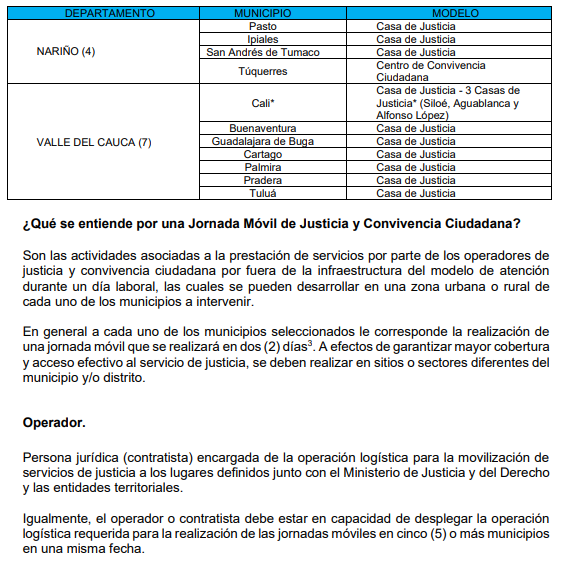 DEPARTAMENTO MUNICIPIO MODELO
NARIÑO (4)
Pasto Casa de Justicia
Ipiales Casa de Justicia
San Andrés de Tumaco Casa de Justicia
Túquerres Centro de Convivencia
Ciudadana
VALLE DEL CAUCA (7)
Cali* Casa de Justicia - 3 Casas de
Justicia* (Siloé, Aguablanca y
Alfonso López)
Buenaventura Casa de Justicia
Guadalajara de Buga Casa de Justicia
Cartago Casa de Justicia
Palmira Casa de Justicia
Pradera Casa de Justicia
Tuluá Casa de Justicia
¿Qué se entiende por una Jornada Móvil de Justicia y Convivencia Ciudadana?
Son las actividades asociadas a la prestación de servicios por parte de los operadores de
justicia y convivencia ciudadana por fuera de la infraestructura del modelo de atención
durante un día laboral, las cuales se pueden desarrollar en una zona urbana o rural de
cada uno de los municipios a intervenir.
En general a cada uno de los municipios seleccionados le corresponde la realización de
una jornada móvil que se realizará en dos (2) días³. A efectos de garantizar mayor cobertura
y acceso efectivo al servicio de justicia, se deben realizar en sitios o sectores diferentes del
municipio y/o distrito.
Operador.
Persona jurídica (contratista) encargada de la operación logística para la movilización de
servicios de justicia a los lugares definidos junto con el Ministerio de Justicia y del Derecho
y las entidades territoriales.
Igualmente, el operador o contratista debe estar en capacidad de desplegar la operación
logística requerida para la realización de las jornadas móviles en cinco (5) o más municipios
en una misma fecha.